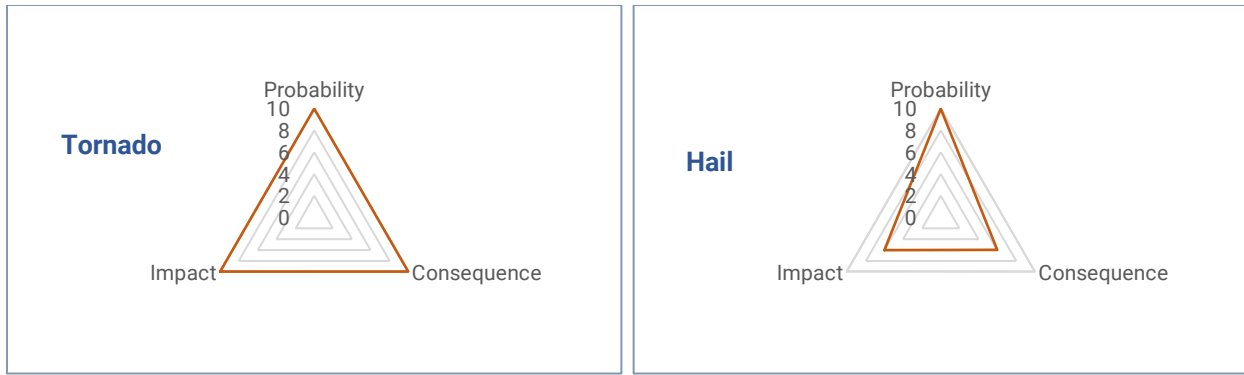 Tornado
Probability
10
8
6
4
2
0
Impact
Consequence
Hail
Probability
10
8
6
4
2
0
Impact
Consequence